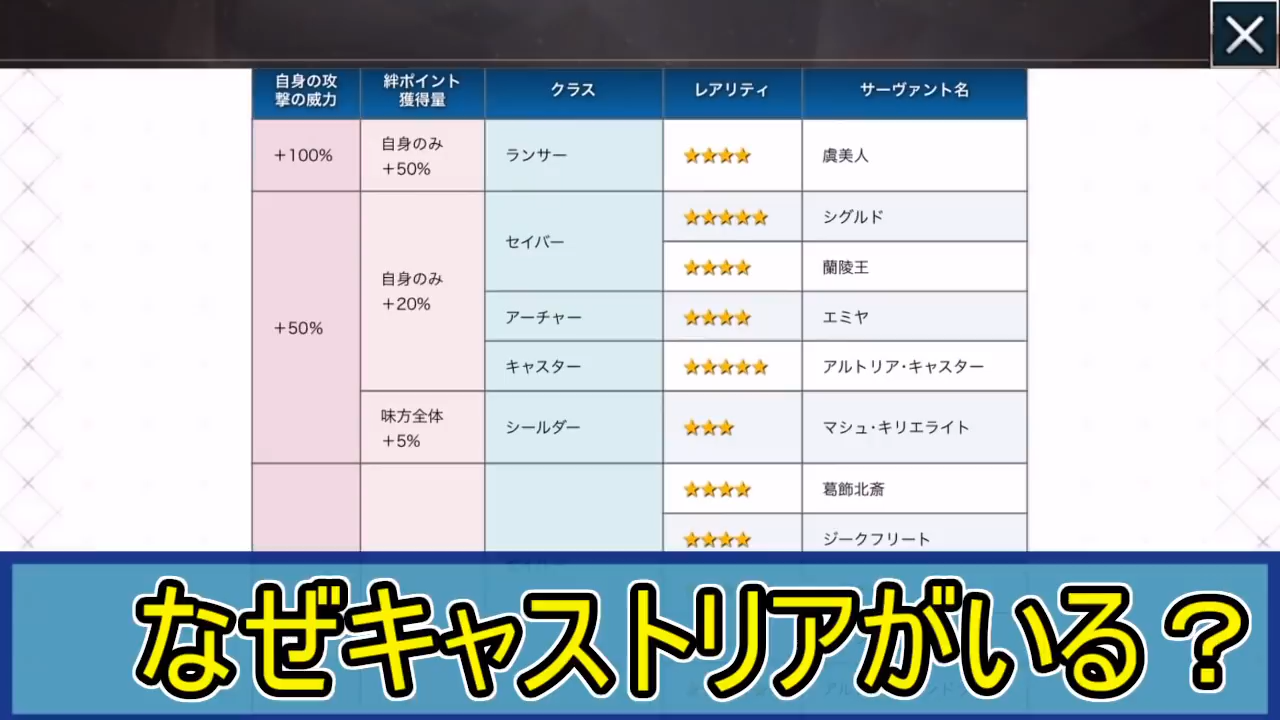 自身の攻
撃の威力
絆ポイント
獲得量
クラス
レアリティ
サーヴァント名
+100%
自身のみ
+50%
ランサー
★★★★
虞美人
+50%
自身のみ
+20%
セイバー
★★★★★
シグルド
★★★★
蘭陵王
アーチャー
★★★★
エミヤ
キャスター
★★★★★
アルトリア・キャスター
味方全体
+5%
シールダー
★★★
マシュ・キリエライト
★★★★
葛飾北斎
★★★★
ジークフリート
なぜキャストリアがいる？